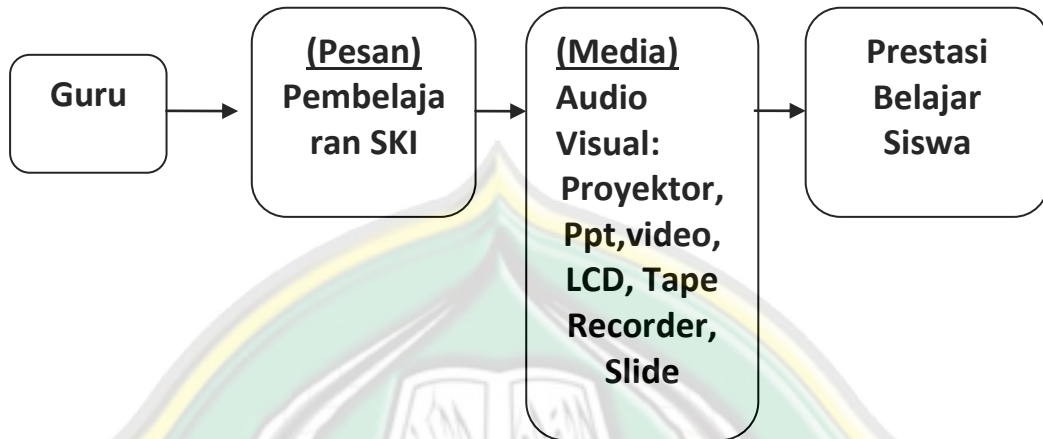 Guru
(Pesan)
Pembelaja
ran SKI
(Media)
Audio
Visual:
Proyektor,
Ppt,video,
LCD, Tape
Recorder,
Slide
Prestasi
Belajar
Siswa